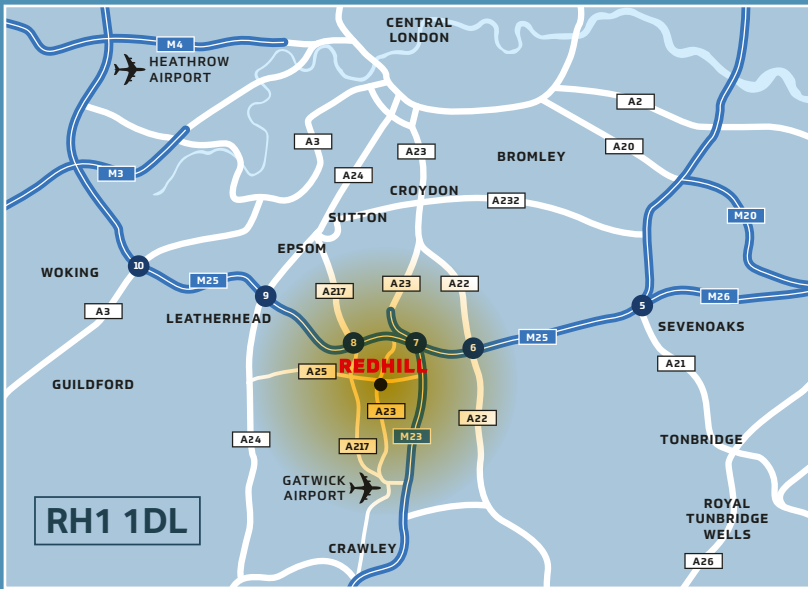 CENTRAL
LONDON
M4
HEATHROW
AIRPORT
A2
A3
A23
A20
BROMLEY
M3
A24
CROYDON
A232
SUTTON
M20
EPSOM
10
WOKING
M25
A217
A23
A22
9
M26
A3
5
LEATHERHEAD
SEVENOAKS
M25
8
7
6
REDHILL
A25
A21
GUILDFORD
A23
A22
A24
A217
M23
TONBRIDGE
GATWICK
AIRPORT
RH1 1DL
ROYAL
TUNBRIDGE
WELLS
CRAWLEY
A26